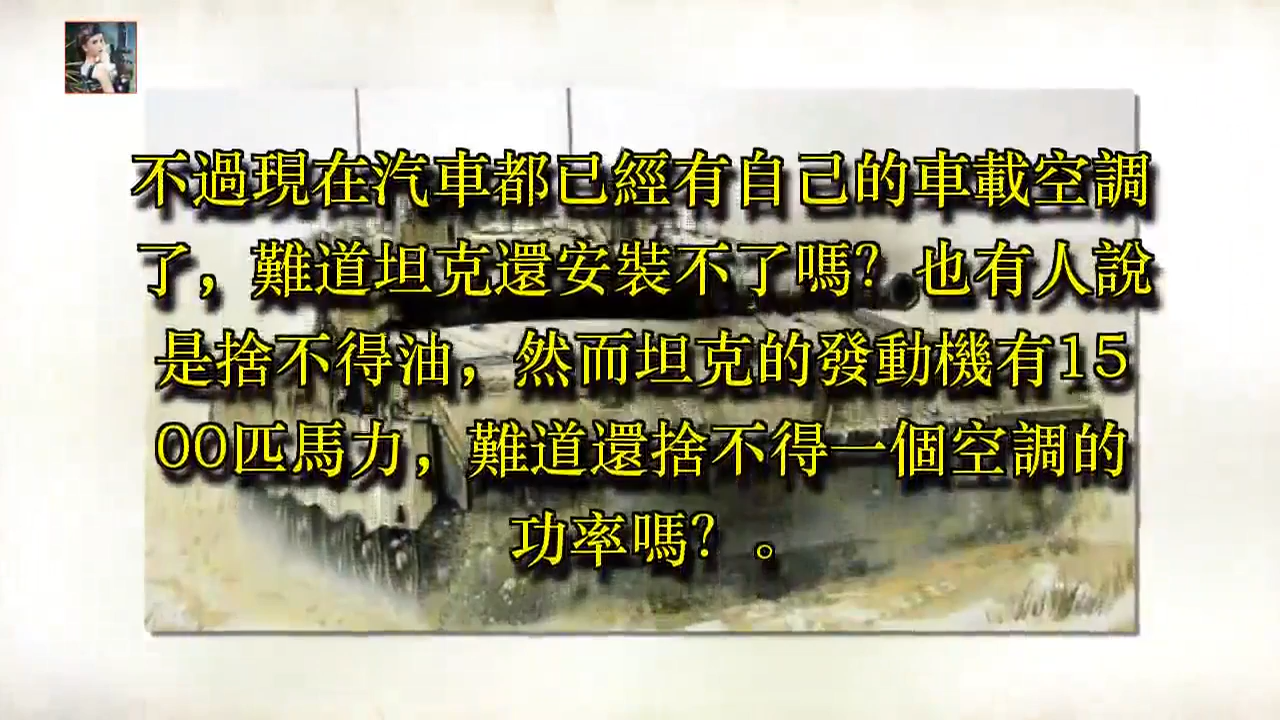 不過現在汽車都已經有自己的車載空調
了，難道坦克還安裝不了嗎？也有人說
是捨不得油，然而坦克的發動機有15
00匹馬力，難道還捨不得一個空調的
功率嗎？。